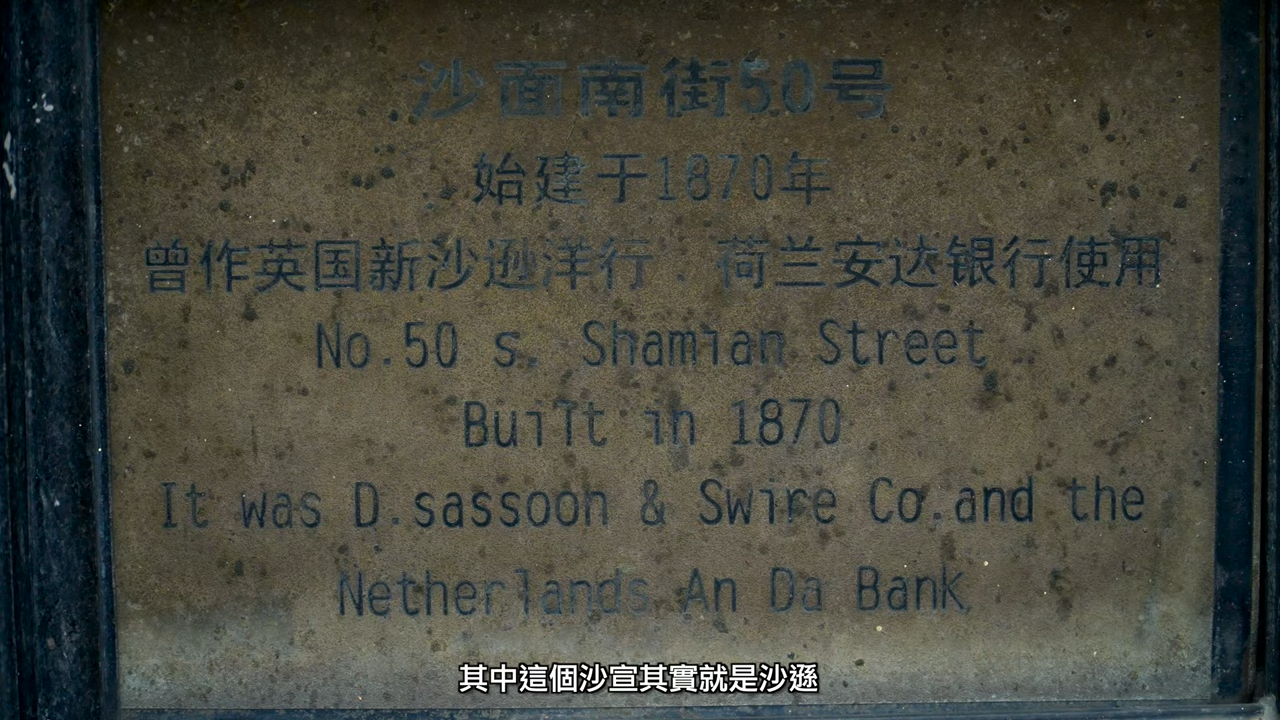 沙面南街50号
始建于1870年
曾作英国新沙逊洋行、荷兰安达银行使用
No.50 s. Shamian Street
Built in 1870
It was D.sassoon & Swire Co.and the
Netherlands An Da Bank
其中這個沙宣其實就是沙遜